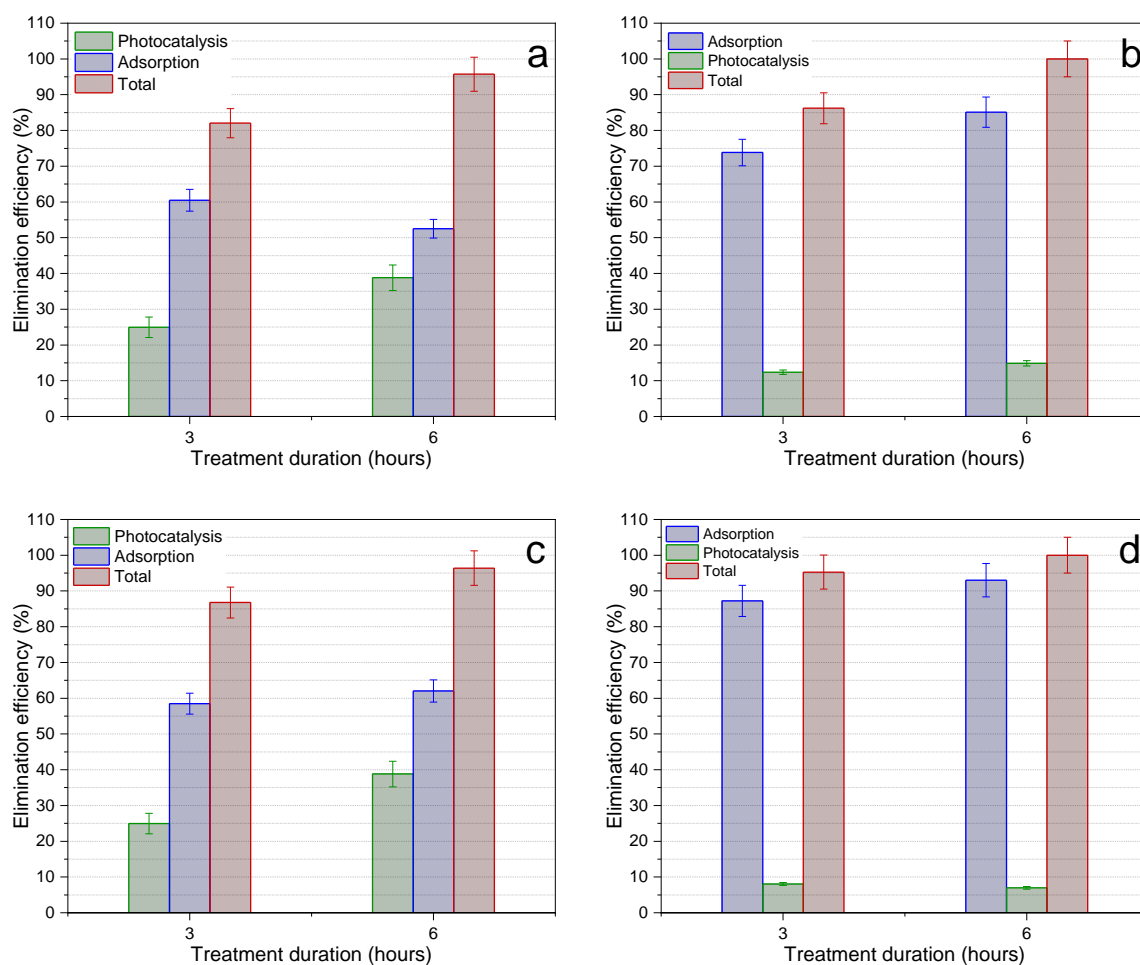 a
Photocatalysis
Adsorption
Total
Elimination efficiency (%)
110
100
90
80
70
60
50
40
30
20
10
0
3 6
Treatment duration (hours)
b
Adsorption
Photocatalysis
Total
Elimination efficiency (%)
110
100
90
80
70
60
50
40
30
20
10
0
3 6
Treatment duration (hours)
c
Photocatalysis
Adsorption
Total
Elimination efficiency (%)
110
100
90
80
70
60
50
40
30
20
10
0
3 6
Treatment duration (hours)
d
Adsorption
Photocatalysis
Total
Elimination efficiency (%)
110
100
90
80
70
60
50
40
30
20
10
0
3 6
Treatment duration (hours)